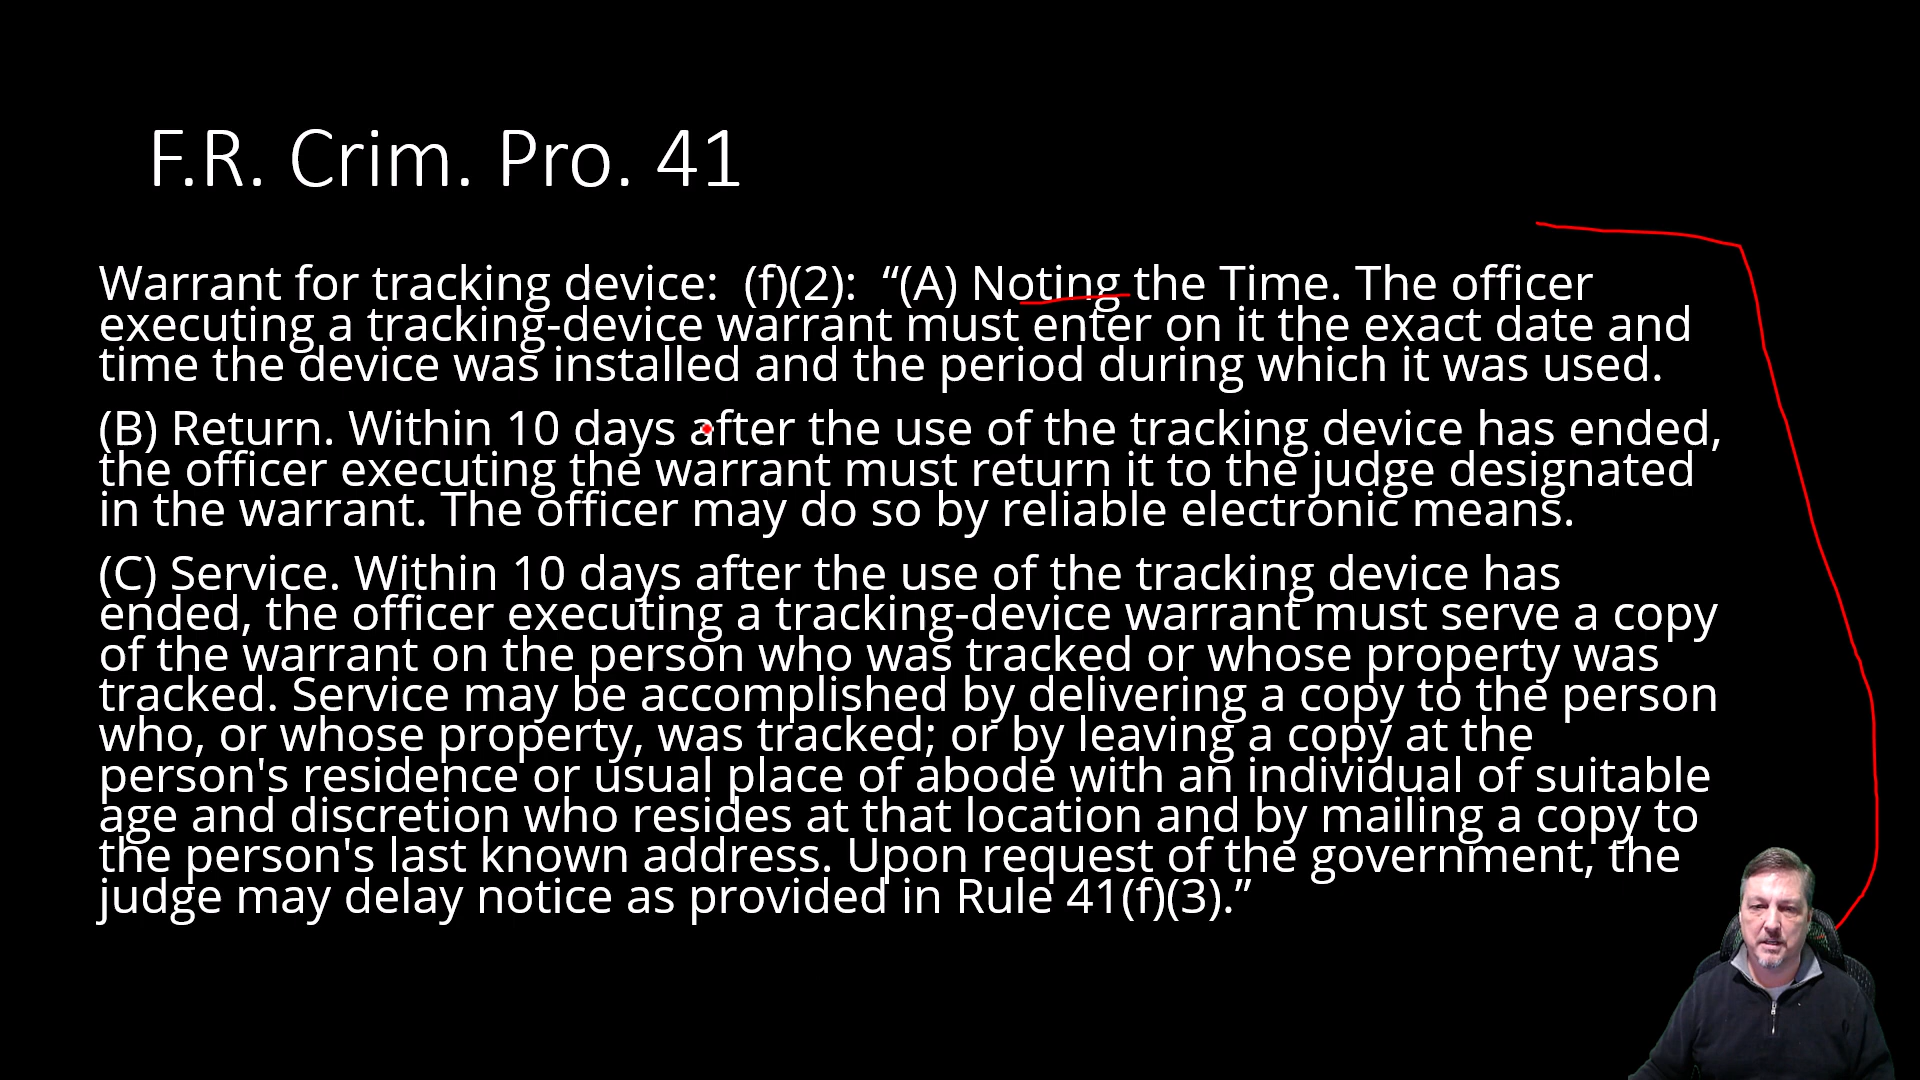 F.R. Crim. Pro. 41
Warrant for tracking device:  (f)(2):  “(A) Noting the Time. The officer
executing a tracking-device warrant must enter on it the exact date and
time the device was installed and the period during which it was used.
(B) Return. Within 10 days after the use of the tracking device has ended,
the officer executing the warrant must return it to the judge designated
in the warrant. The officer may do so by reliable electronic means.
(C) Service. Within 10 days after the use of the tracking device has
ended, the officer executing a tracking-device warrant must serve a copy
of the warrant on the person who was tracked or whose property was
tracked. Service may be accomplished by delivering a copy to the person
who, or whose property, was tracked; or by leaving a copy at the
person's residence or usual place of abode with an individual of suitable
age and discretion who resides at that location and by mailing a copy to
the person's last known address. Upon request of the government, the
judge may delay notice as provided in Rule 41(f)(3).”